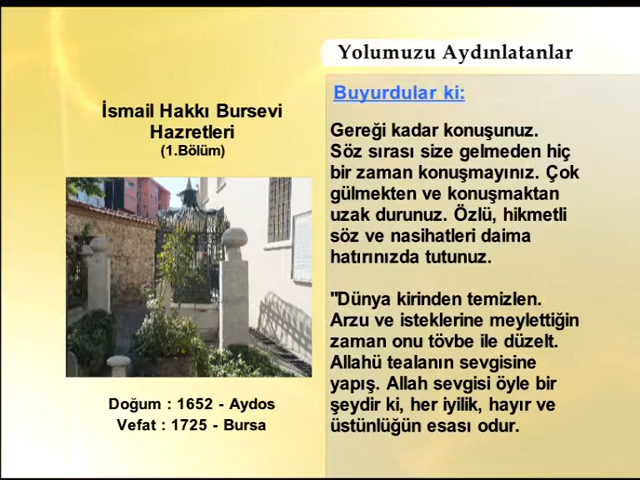 Yolumuzu Aydınlatanlar
İsmail Hakkı Bursevi
Hazretleri
(1.Bölüm)
Doğum : 1652 - Aydos
Vefat : 1725 - Bursa
Buyurdular ki:
Gereği kadar konuşunuz.
Söz sırası size gelmeden hiç
bir zaman konuşmayınız. Çok
gülmekten ve konuşmaktan
uzak durunuz. Özlü, hikmetli
söz ve nasihatleri daima
hatırınızda tutunuz.
"Dünya kirinden temizlen.
Arzu ve isteklerine meylettiğin
zaman onu tövbe ile düzelt.
Allahü tealanın sevgisine
yapış. Allah sevgisi öyle bir
şeydir ki, her iyilik, hayır ve
üstünlüğün esası odur.